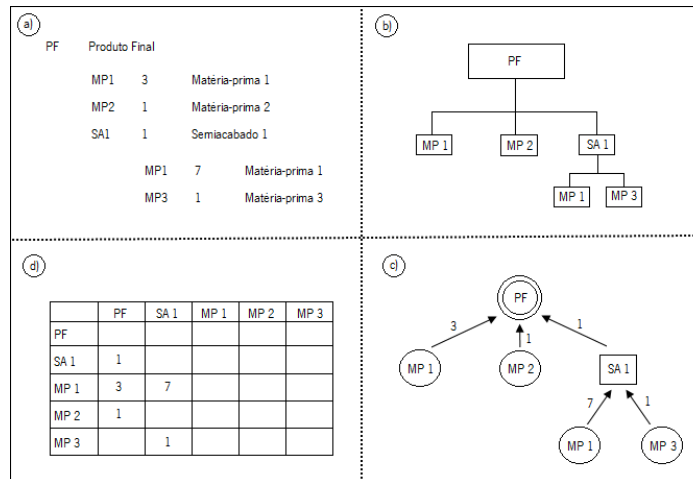 a)
PF Produto Final
MP1 3 Matéria-prima 1
MP2 1 Matéria-prima 2
SA1 1 Semiacabado 1
MP1 7 Matéria-prima 1
MP3 1 Matéria-prima 3
b)
PF
MP 1 MP 2 SA 1
MP 1 MP 3
d)
PF SA 1 MP 1 MP 2 MP 3
PF
SA 1 1
MP 1 3 7
MP 2 1
MP 3 1
c)
PF
3 1 1
MP 1 MP 2 SA 1
7 1
MP 1 MP 3